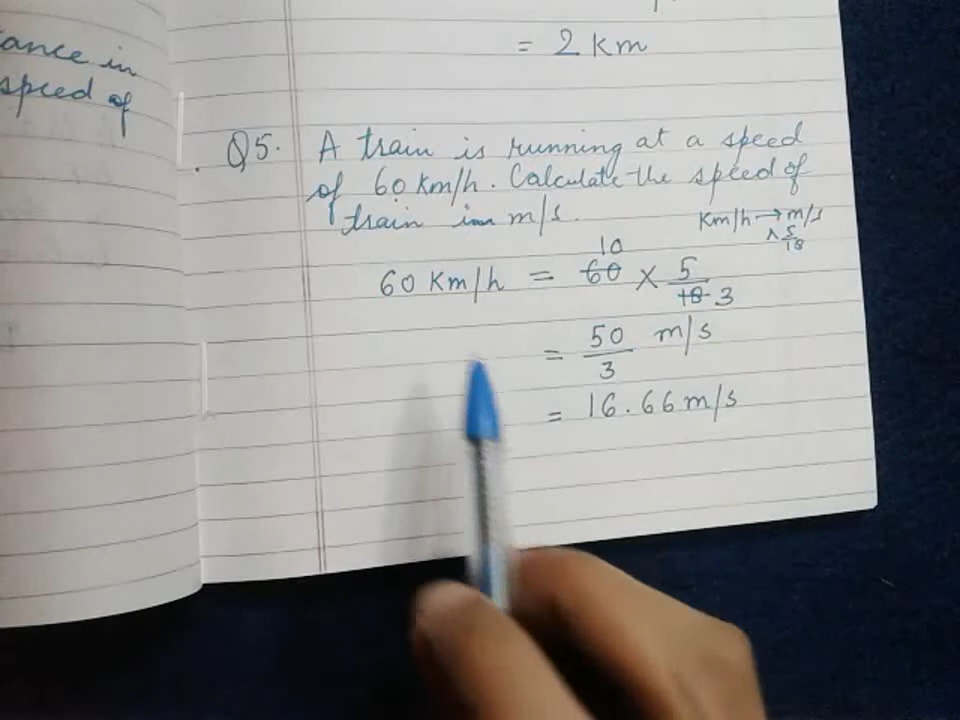 ance in
speed of
= 2 Km
Q5. A train is running at a speed
of 60 Km/h. Calculate the speed of
train in m/s.
Km/h → m/s
× 5/18
10
60 Km/h = 60 × 5/18 3
= 50/3 m/s
= 16.66 m/s